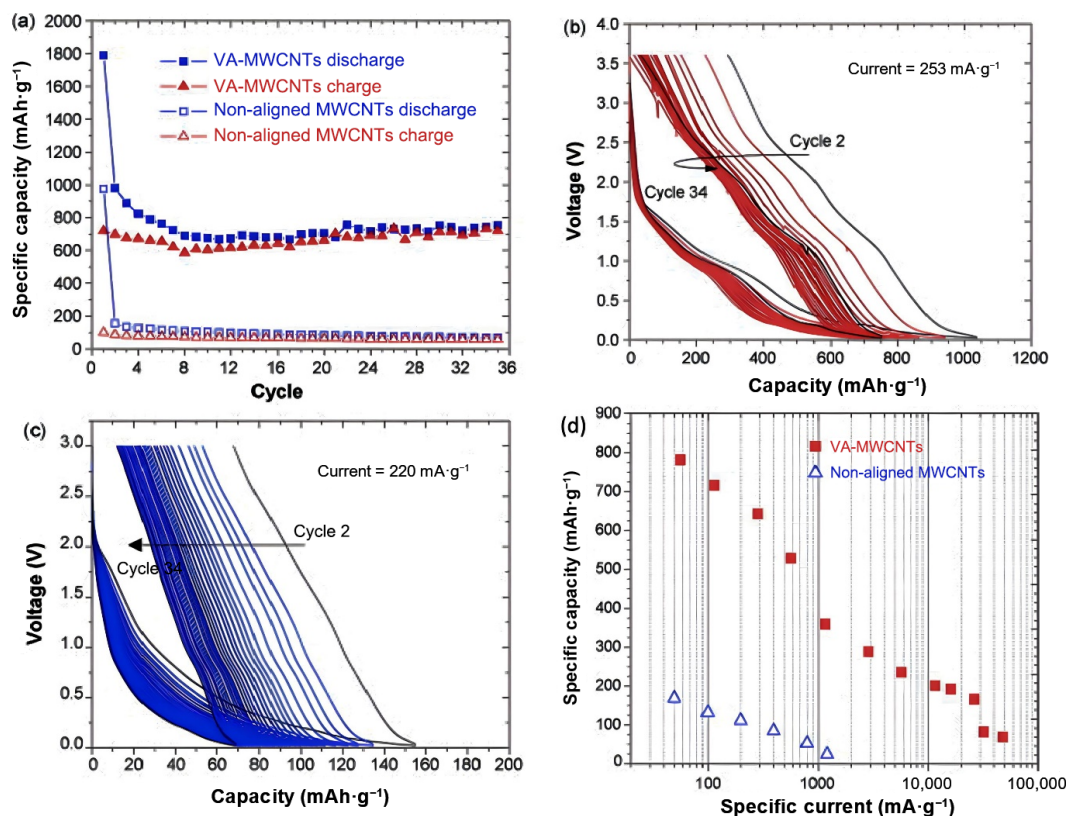 (a)
2000
1800
1600
1400
1200
1000
800
600
400
200
0
Specific capacity (mAh·g⁻¹)
VA-MWCNTs discharge
VA-MWCNTs charge
Non-aligned MWCNTs discharge
Non-aligned MWCNTs charge
0 4 8 12 16 20 24 28 32 36
Cycle
(b)
4.0
3.5
3.0
2.5
2.0
1.5
1.0
0.5
0.0
Voltage (V)
Current = 253 mA·g⁻¹
Cycle 2
Cycle 34
0 200 400 600 800 1000 1200
Capacity (mAh·g⁻¹)
(c)
3.0
2.5
2.0
1.5
1.0
0.5
0.0
Voltage (V)
Current = 220 mA·g⁻¹
Cycle 2
Cycle 34
0 20 40 60 80 100 120 140 160 180 200
Capacity (mAh·g⁻¹)
(d)
900
800
700
600
500
400
300
200
100
0
Specific capacity (mAh·g⁻¹)
VA-MWCNTs
Non-aligned MWCNTs
100 1000 10,000 100,000
Specific current (mA·g⁻¹)